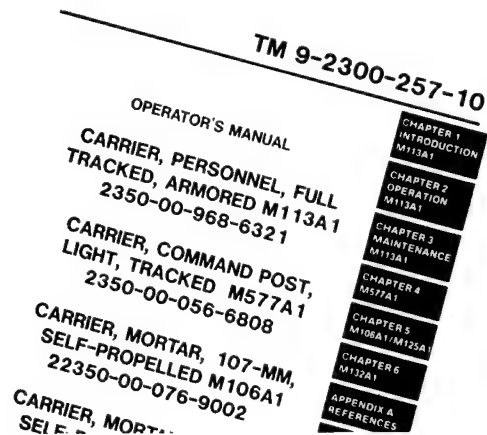 TM 9-2300-257-10
OPERATOR'S MANUAL
CARRIER, PERSONNEL, FULL
TRACKED, ARMORED M113A1
2350-00-968-6321
CARRIER, COMMAND POST,
LIGHT, TRACKED M577A1
2350-00-056-6808
CARRIER, MORTAR, 107-MM,
SELF-PROPELLED M106A1
22350-00-076-9002
CARRIER,
CHAPTER 1
INTRODUCTION
M113A1
CHAPTER 2
OPERATION
M113A1
CHAPTER 3
MAINTENANCE
M113A1
CHAPTER 4
M577A1
CHAPTER 5
M106A1/M125A1
CHAPTER 6
M132A1
APPENDIX A
REFERENCES